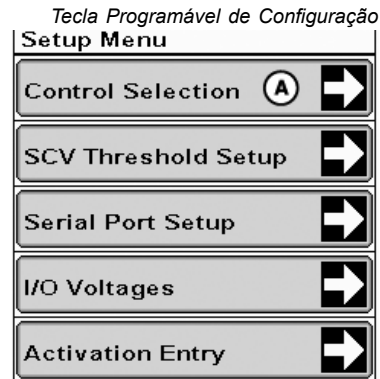 Tecla Programável de Configuração
Setup Menu
Control Selection A
SCV Threshold Setup
Serial Port Setup
I/O Voltages
Activation Entry